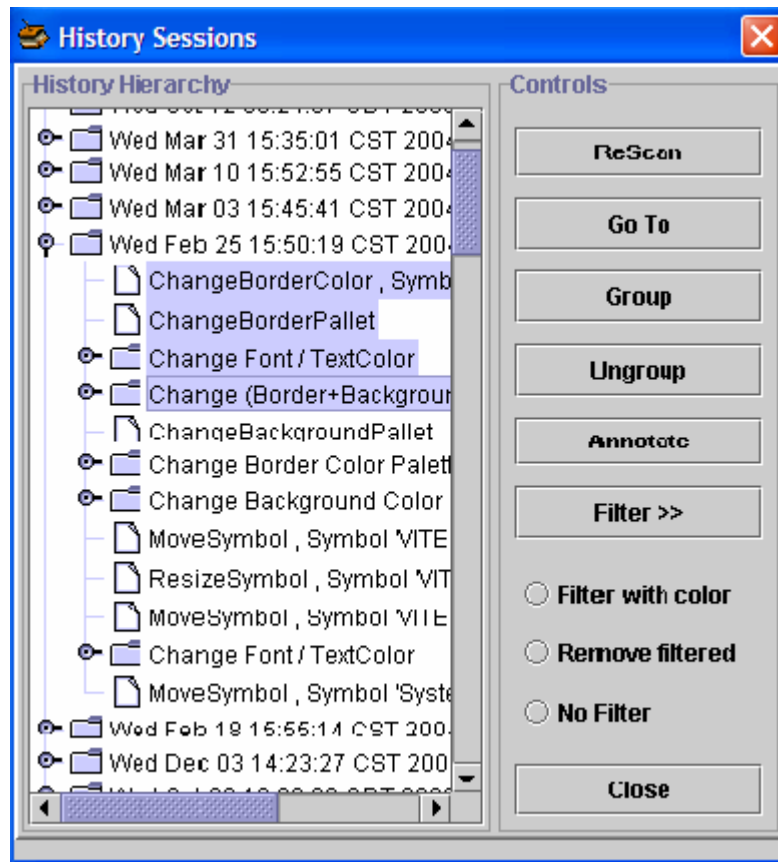 History Sessions
History Hierarchy
Wed Mar 31 15:35:01 CST 200
Wed Mar 10 15:52:55 CST 200
Wed Mar 03 15:45:41 CST 200
Wed Feb 25 15:50:19 CST 200
ChangeBorderColor , Symb
ChangeBorderPallet
Change Font / TextColor
Change (Border+Backgroun
ChangeBackgroundPallet
Change Border Color Palett
Change Background Color
MoveSymbol , Symbol 'VITE
ResizeSymbol , Symbol 'VIT
MoveSymbol , Symbol 'VITE
Change Font / TextColor
MoveSymbol , Symbol 'Syste
Wed Feb 18 15:55:14 CST 200
Wed Dec 03 14:23:27 CST 200
Controls
ReScan
Go To
Group
Ungroup
Annotate
Filter >>
Filter with color
Remove filtered
No Filter
Close